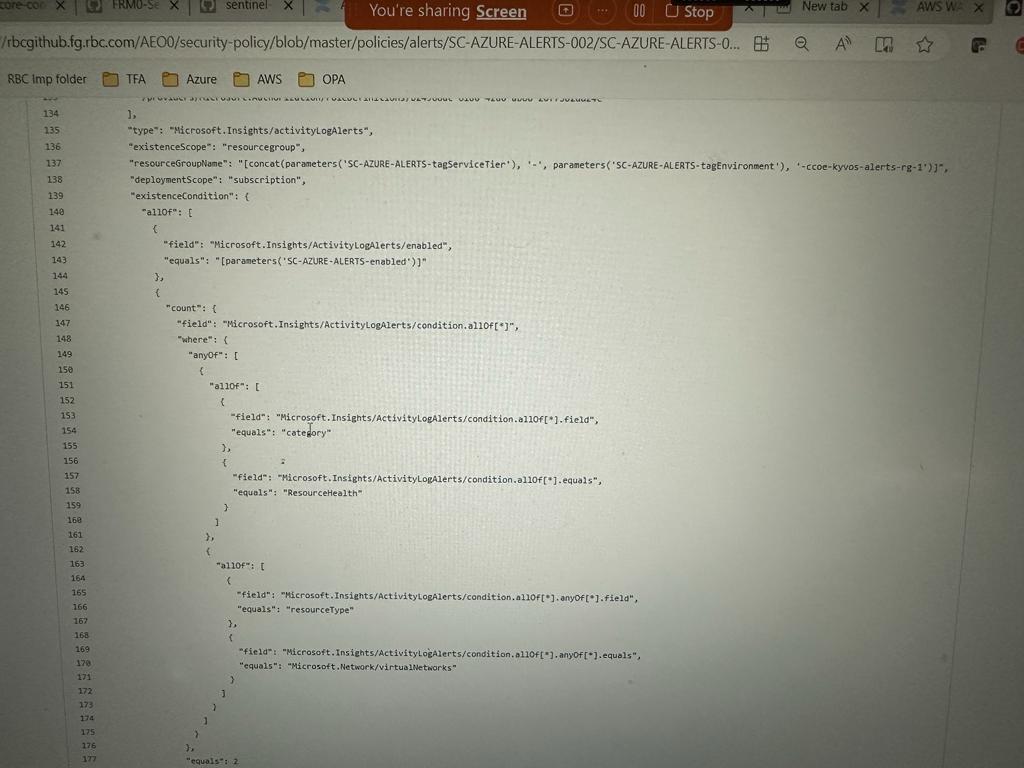 FRM0-Se
sentinel-
You're sharing Screen
Stop
New tab
/rbcgithub.fg.rbc.com/AEO0/security-policy/blob/master/policies/alerts/SC-AZURE-ALERTS-002/SC-AZURE-ALERTS-0...
RBC Imp folder TFA Azure AWS OPA
134 ],
135 "type": "Microsoft.Insights/activityLogAlerts",
136 "existenceScope": "resourcegroup",
137 "resourceGroupName": "[concat(parameters('SC-AZURE-ALERTS-tagServiceTier'), '-', parameters('SC-AZURE-ALERTS-tagEnvironment'), '-ccoe-kyvos-alerts-rg-1')]",
138 "deploymentScope": "subscription",
139 "existenceCondition": {
140 "allOf": [
141 {
142 "field": "Microsoft.Insights/ActivityLogAlerts/enabled",
143 "equals": "[parameters('SC-AZURE-ALERTS-enabled')]"
144 },
145 {
146 "count": {
147 "field": "Microsoft.Insights/ActivityLogAlerts/condition.allOf[*]",
148 "where": {
149 "anyOf": [
150 {
151 "allOf": [
152 {
153 "field": "Microsoft.Insights/ActivityLogAlerts/condition.allOf[*].field",
154 "equals": "category"
155 },
156 {
157 "field": "Microsoft.Insights/ActivityLogAlerts/condition.allOf[*].equals",
158 "equals": "ResourceHealth"
159 }
160 ]
161 },
162 {
163 "allOf": [
164 {
165 "field": "Microsoft.Insights/ActivityLogAlerts/condition.allOf[*].anyOf[*].field",
166 "equals": "resourceType"
167 },
168 {
169 "field": "Microsoft.Insights/ActivityLogAlerts/condition.allOf[*].anyOf[*].equals",
170 "equals": "Microsoft.Network/virtualNetworks"
171 }
172 ]
173 }
174 ]
175 }
176 },
177 "equals": 2